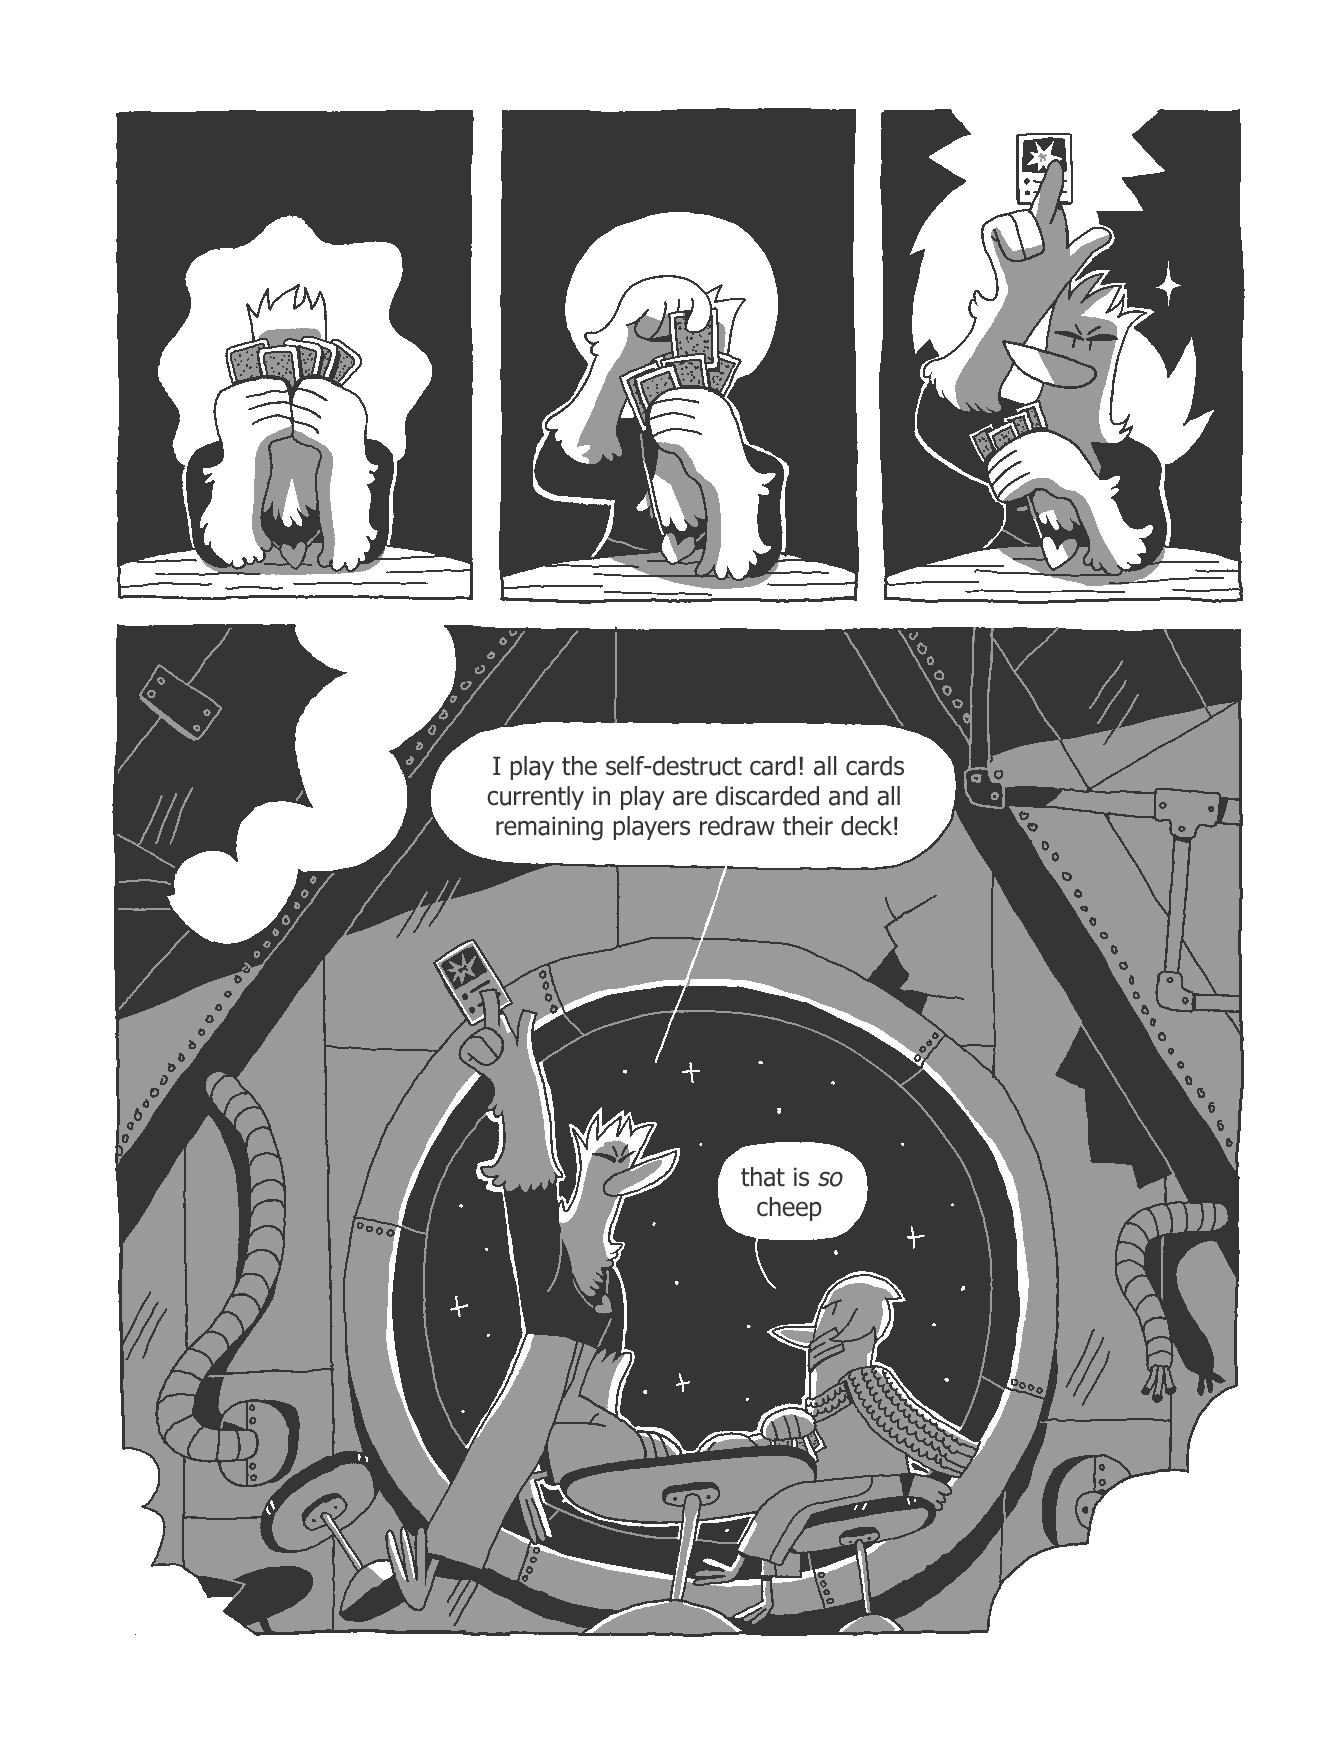 I play the self-destruct card! all cards
currently in play are discarded and all
remaining players redraw their deck!
that is so
cheep